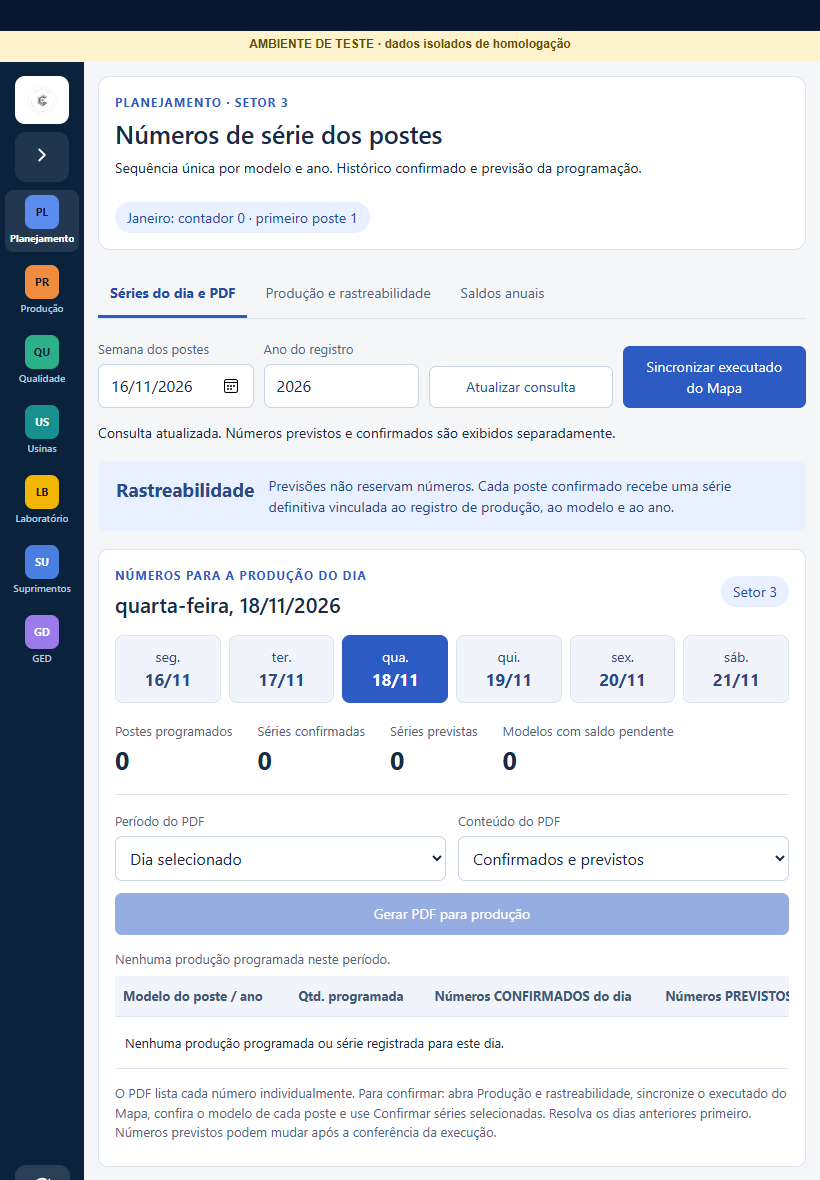 AMBIENTE DE TESTE · dados isolados de homologação
PL
Planejamento
PR
Produção
QU
Qualidade
US
Usinas
LB
Laboratório
SU
Suprimentos
GD
GED
PLANEJAMENTO · SETOR 3
Números de série dos postes
Sequência única por modelo e ano. Histórico confirmado e previsão da programação.
Janeiro: contador 0 · primeiro poste 1
Séries do dia e PDF
Produção e rastreabilidade
Saldos anuais
Semana dos postes
16/11/2026
Ano do registro
2026
Atualizar consulta
Sincronizar executado
do Mapa
Consulta atualizada. Números previstos e confirmados são exibidos separadamente.
Rastreabilidade
Previsões não reservam números. Cada poste confirmado recebe uma série
definitiva vinculada ao registro de produção, ao modelo e ao ano.
NÚMEROS PARA A PRODUÇÃO DO DIA
quarta-feira, 18/11/2026
Setor 3
seg.
16/11
ter.
17/11
qua.
18/11
qui.
19/11
sex.
20/11
sáb.
21/11
Postes programados
0
Séries confirmadas
0
Séries previstas
0
Modelos com saldo pendente
0
Período do PDF
Dia selecionado
Conteúdo do PDF
Confirmados e previstos
Gerar PDF para produção
Nenhuma produção programada neste período.
Modelo do poste / ano Qtd. programada Números CONFIRMADOS do dia Números PREVISTOS
Nenhuma produção programada ou série registrada para este dia.
O PDF lista cada número individualmente. Para confirmar: abra Produção e rastreabilidade, sincronize o executado do
Mapa, confira o modelo de cada poste e use Confirmar séries selecionadas. Resolva os dias anteriores primeiro.
Números previstos podem mudar após a conferência da execução.